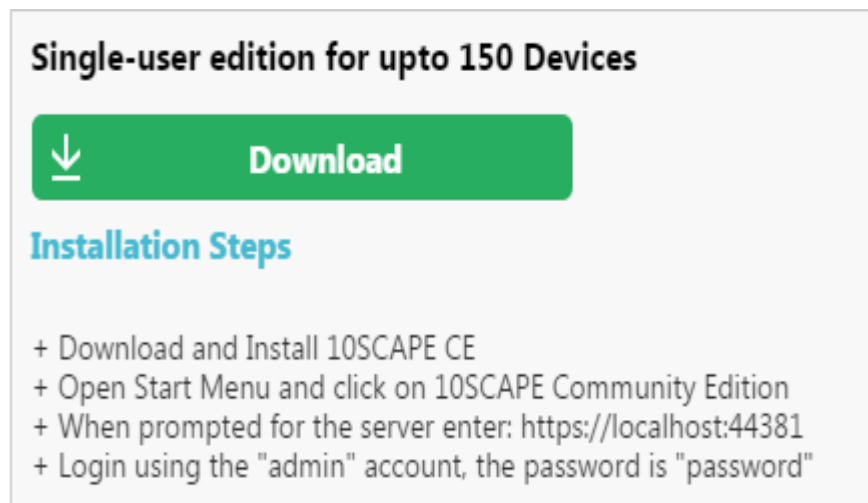 Single-user edition for upto 150 Devices
Download
Installation Steps
+ Download and Install 10SCAPE CE
+ Open Start Menu and click on 10SCAPE Community Edition
+ When prompted for the server enter: https://localhost:44381
+ Login using the "admin" account, the password is "password"